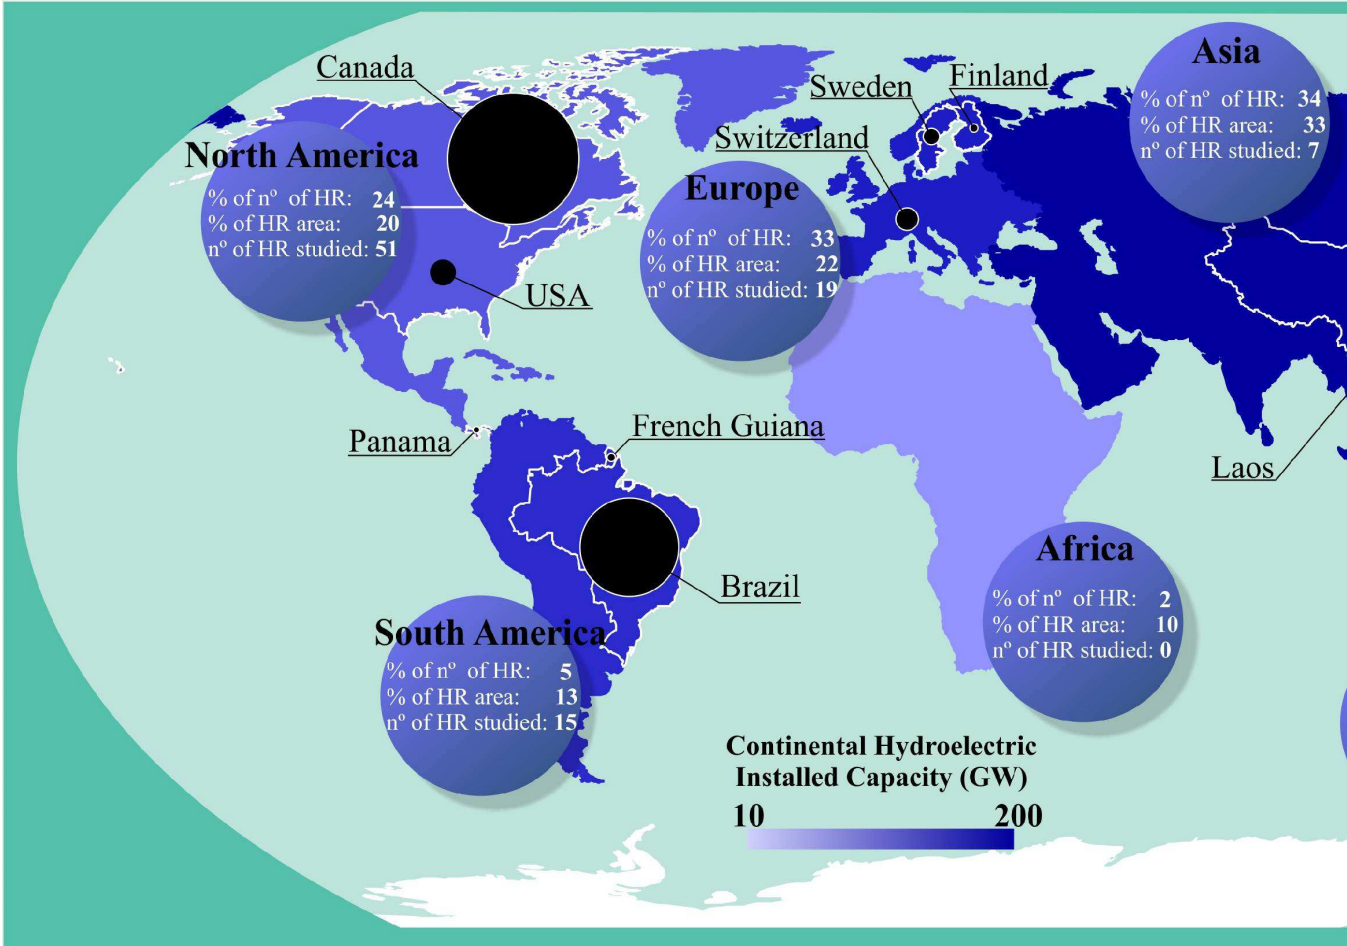 Canada
North America
% of nº of HR: 24
% of HR area: 20
nº of HR studied: 51
USA
Panama
Sweden
Finland
Switzerland
Europe
% of nº of HR: 33
% of HR area: 22
nº of HR studied: 19
Asia
% of nº of HR: 34
% of HR area: 33
nº of HR studied: 7
French Guiana
Laos
Brazil
South America
% of nº of HR: 5
% of HR area: 13
nº of HR studied: 15
Africa
% of nº of HR: 2
% of HR area: 10
nº of HR studied: 0
Continental Hydroelectric
Installed Capacity (GW)
10 200